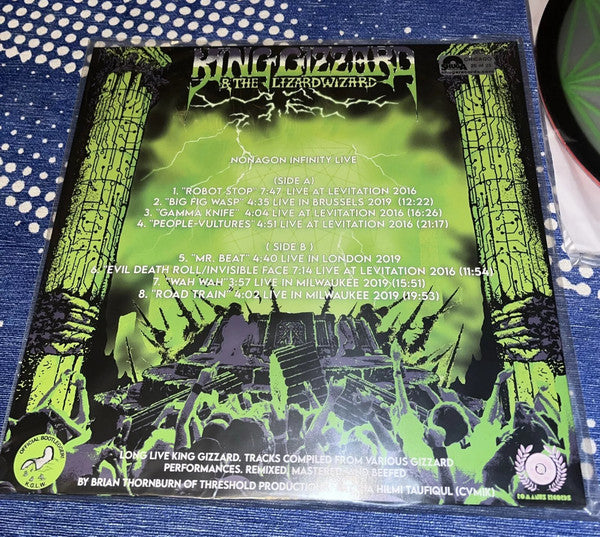 KING GIZZARD
& THE LIZARD WIZARD
CHICAGO
NONAGON INFINITY LIVE
(SIDE A)
1. "ROBOT STOP" 7:47 LIVE AT LEVITATION 2016
2. "BIG FIG WASP" 4:35 LIVE IN BRUSSELS 2019 (12:22)
3. "GAMMA KNIFE" 4:04 LIVE AT LEVITATION 2016 (16:26)
4. "PEOPLE-VULTURES" 4:51 LIVE AT LEVITATION 2016 (21:17)
( SIDE B )
5. "MR. BEAT" 4:40 LIVE IN LONDON 2019
6. "EVIL DEATH ROLL/INVISIBLE FACE 7:14 LIVE AT LEVITATION 2016 (11:54)
7. "WAH WAH" 3:57 LIVE IN MILWAUKEE 2019 (15:51)
8. "ROAD TRAIN" 4:02 LIVE IN MILWAUKEE 2019 (19:53)
LONG LIVE KING GIZZARD. TRACKS COMPILED FROM VARIOUS GIZZARD
PERFORMANCES. REMIXED, MASTERED AND BEEFED
BY BRIAN THORNBURN OF THRESHOLD PRODUCTIO HILMI TAUFIQUL (CVMIK)
OFFICIAL BOOTLEGGER
K.G.L.W.
RECORDS